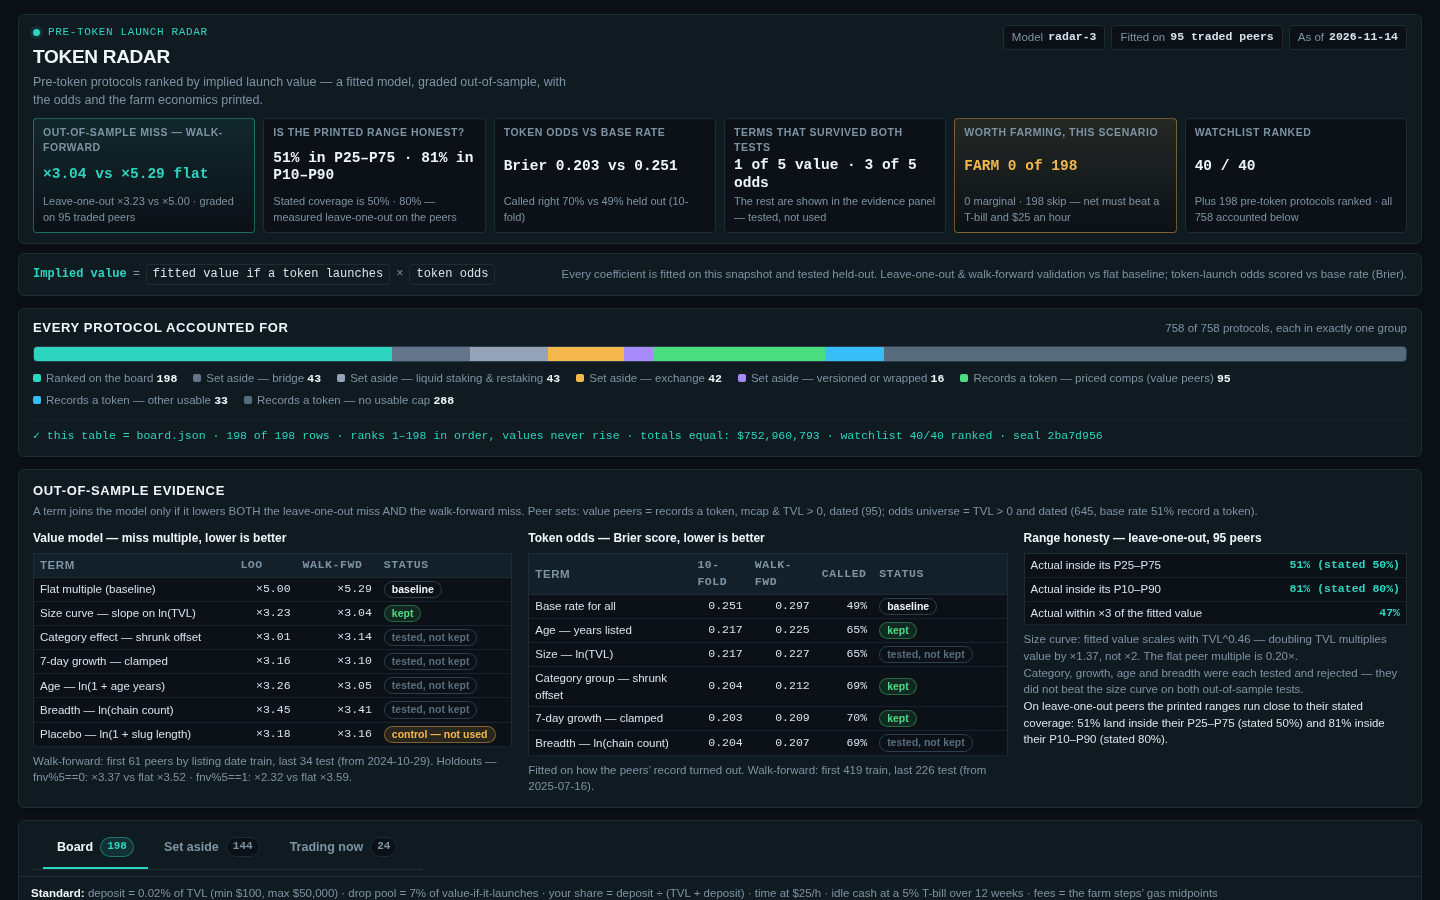 PRE-TOKEN LAUNCH RADAR
TOKEN RADAR
Pre-token protocols ranked by implied launch value — a fitted model, graded out-of-sample, with
the odds and the farm economics printed.
Model radar-3
Fitted on 95 traded peers
As of 2026-11-14
OUT-OF-SAMPLE MISS — WALK-
FORWARD
×3.04 vs ×5.29 flat
Leave-one-out ×3.23 vs ×5.00 · graded
on 95 traded peers
IS THE PRINTED RANGE HONEST?
51% in P25–P75 · 81% in
P10–P90
Stated coverage is 50% · 80% —
measured leave-one-out on the peers
TOKEN ODDS VS BASE RATE
Brier 0.203 vs 0.251
Called right 70% vs 49% held out (10-
fold)
TERMS THAT SURVIVED BOTH
TESTS
1 of 5 value · 3 of 5
odds
The rest are shown in the evidence panel
— tested, not used
WORTH FARMING, THIS SCENARIO
FARM 0 of 198
0 marginal · 198 skip — net must beat a
T-bill and $25 an hour
WATCHLIST RANKED
40 / 40
Plus 198 pre-token protocols ranked · all
758 accounted below
Implied value = fitted value if a token launches × token odds
Every coefficient is fitted on this snapshot and tested held-out. Leave-one-out & walk-forward validation vs flat baseline; token-launch odds scored vs base rate (Brier).
EVERY PROTOCOL ACCOUNTED FOR
758 of 758 protocols, each in exactly one group
Ranked on the board 198
Set aside — bridge 43
Set aside — liquid staking & restaking 43
Set aside — exchange 42
Set aside — versioned or wrapped 16
Records a token — priced comps (value peers) 95
Records a token — other usable 33
Records a token — no usable cap 288
✓ this table = board.json · 198 of 198 rows · ranks 1–198 in order, values never rise · totals equal: $752,960,793 · watchlist 40/40 ranked · seal 2ba7d956
OUT-OF-SAMPLE EVIDENCE
A term joins the model only if it lowers BOTH the leave-one-out miss AND the walk-forward miss. Peer sets: value peers = records a token, mcap & TVL > 0, dated (95); odds universe = TVL > 0 and dated (645, base rate 51% record a token).
Value model — miss multiple, lower is better
TERM LOO WALK-FWD STATUS
Flat multiple (baseline) ×5.00 ×5.29 baseline
Size curve — slope on ln(TVL) ×3.23 ×3.04 kept
Category effect — shrunk offset ×3.01 ×3.14 tested, not kept
7-day growth — clamped ×3.16 ×3.10 tested, not kept
Age — ln(1 + age years) ×3.26 ×3.05 tested, not kept
Breadth — ln(chain count) ×3.45 ×3.41 tested, not kept
Placebo — ln(1 + slug length) ×3.18 ×3.16 control — not used
Walk-forward: first 61 peers by listing date train, last 34 test (from 2024-10-29). Holdouts —
fnv%5==0: ×3.37 vs flat ×3.52 · fnv%5==1: ×2.32 vs flat ×3.59.
Token odds — Brier score, lower is better
TERM 10-
FOLD WALK-
FWD CALLED STATUS
Base rate for all 0.251 0.297 49% baseline
Age — years listed 0.217 0.225 65% kept
Size — ln(TVL) 0.217 0.227 65% tested, not kept
Category group — shrunk
offset 0.204 0.212 69% kept
7-day growth — clamped 0.203 0.209 70% kept
Breadth — ln(chain count) 0.204 0.207 69% tested, not kept
Fitted on how the peers' record turned out. Walk-forward: first 419 train, last 226 test (from
2025-07-16).
Range honesty — leave-one-out, 95 peers
Actual inside its P25–P75 51% (stated 50%)
Actual inside its P10–P90 81% (stated 80%)
Actual within ×3 of the fitted value 47%
Size curve: fitted value scales with TVL^0.46 — doubling TVL multiplies
value by ×1.37, not ×2. The flat peer multiple is 0.20×.
Category, growth, age and breadth were each tested and rejected — they
did not beat the size curve on both out-of-sample tests.
On leave-one-out peers the printed ranges run close to their stated
coverage: 51% land inside their P25–P75 (stated 50%) and 81% inside
their P10–P90 (stated 80%).
Board 198
Set aside 144
Trading now 24
Standard: deposit = 0.02% of TVL (min $100, max $50,000) · drop pool = 7% of value-if-it-launches · your share = deposit ÷ (TVL + deposit) · time at $25/h · idle cash at a 5% T-bill over 12 weeks · fees = the farm steps' gas midpoints